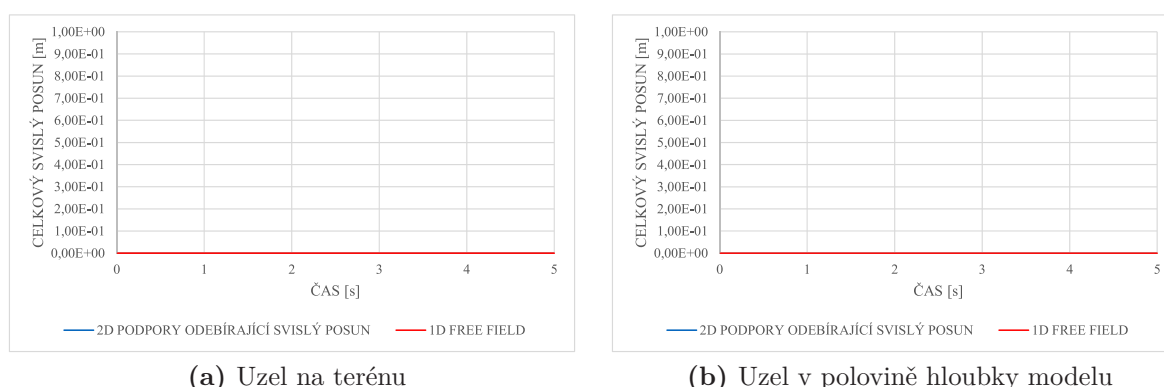 CELKOVÝ SVISLÝ POSUN [m]
1,00E+00
9,00E-01
8,00E-01
7,00E-01
6,00E-01
5,00E-01
4,00E-01
3,00E-01
2,00E-01
1,00E-01
0,00E+00
0 1 2 3 4 5
ČAS [s]
2D PODPORY ODEBÍRAJÍCÍ SVISLÝ POSUN 1D FREE FIELD
(a) Uzel na terénu
CELKOVÝ SVISLÝ POSUN [m]
1,00E+00
9,00E-01
8,00E-01
7,00E-01
6,00E-01
5,00E-01
4,00E-01
3,00E-01
2,00E-01
1,00E-01
0,00E+00
0 1 2 3 4 5
ČAS [s]
2D PODPORY ODEBÍRAJÍCÍ SVISLÝ POSUN 1D FREE FIELD
(b) Uzel v polovině hloubky modelu